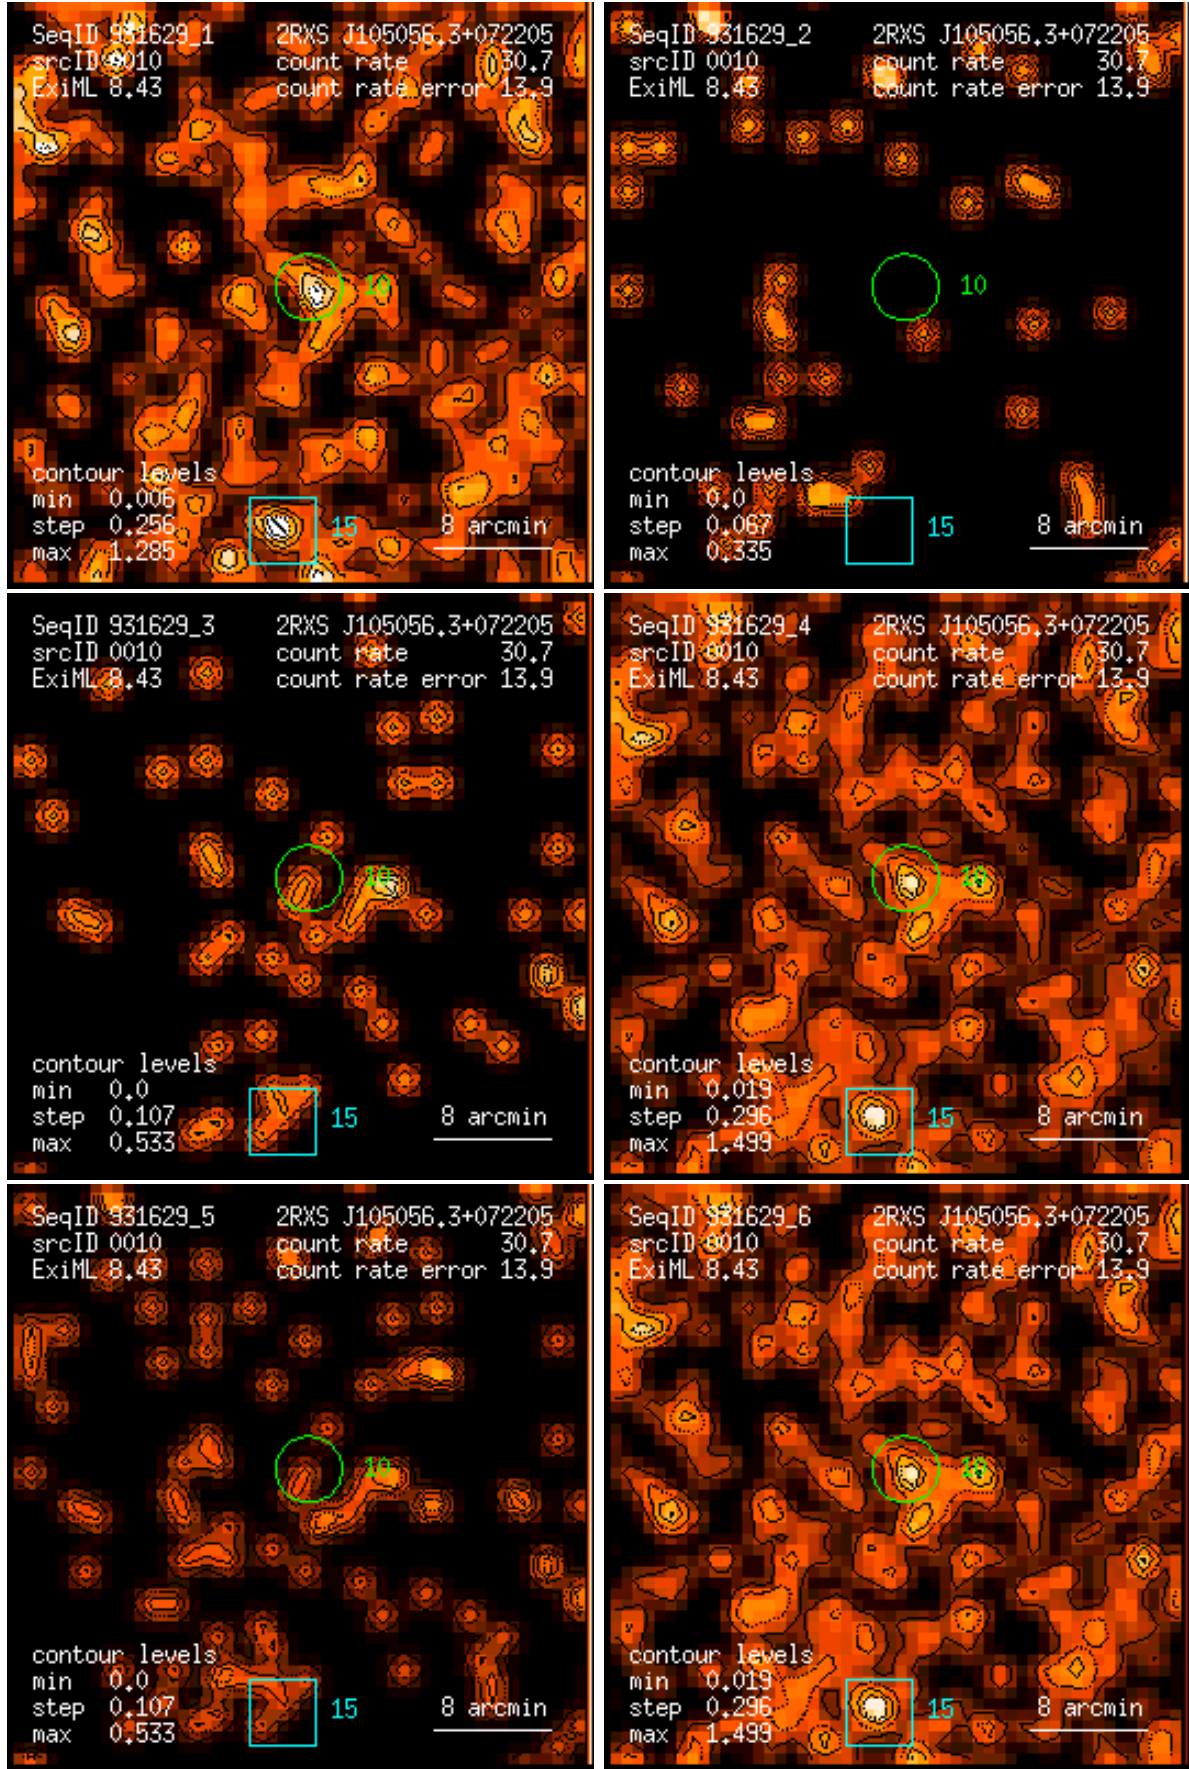 SeqID 931629_1 2RXS J105056.3+072205
srcID 0010 count rate 30.7
ExiML 8.43 count rate error 13.9
10
contour levels
min 0.006
step 0.256
max 1.285
15
8 arcmin
SeqID 931629_2 2RXS J105056.3+072205
srcID 0010 count rate 30.7
ExiML 8.43 count rate error 13.9
10
contour levels
min 0.0
step 0.067
max 0.335
15
8 arcmin
SeqID 931629_3 2RXS J105056.3+072205
srcID 0010 count rate 30.7
ExiML 8.43 count rate error 13.9
10
contour levels
min 0.0
step 0.107
max 0.533
15
8 arcmin
SeqID 931629_4 2RXS J105056.3+072205
srcID 0010 count rate 30.7
ExiML 8.43 count rate error 13.9
10
contour levels
min 0.019
step 0.296
max 1.499
15
8 arcmin
SeqID 931629_5 2RXS J105056.3+072205
srcID 0010 count rate 30.7
ExiML 8.43 count rate error 13.9
10
contour levels
min 0.0
step 0.107
max 0.533
15
8 arcmin
SeqID 931629_6 2RXS J105056.3+072205
srcID 0010 count rate 30.7
ExiML 8.43 count rate error 13.9
10
contour levels
min 0.019
step 0.296
max 1.499
15
8 arcmin